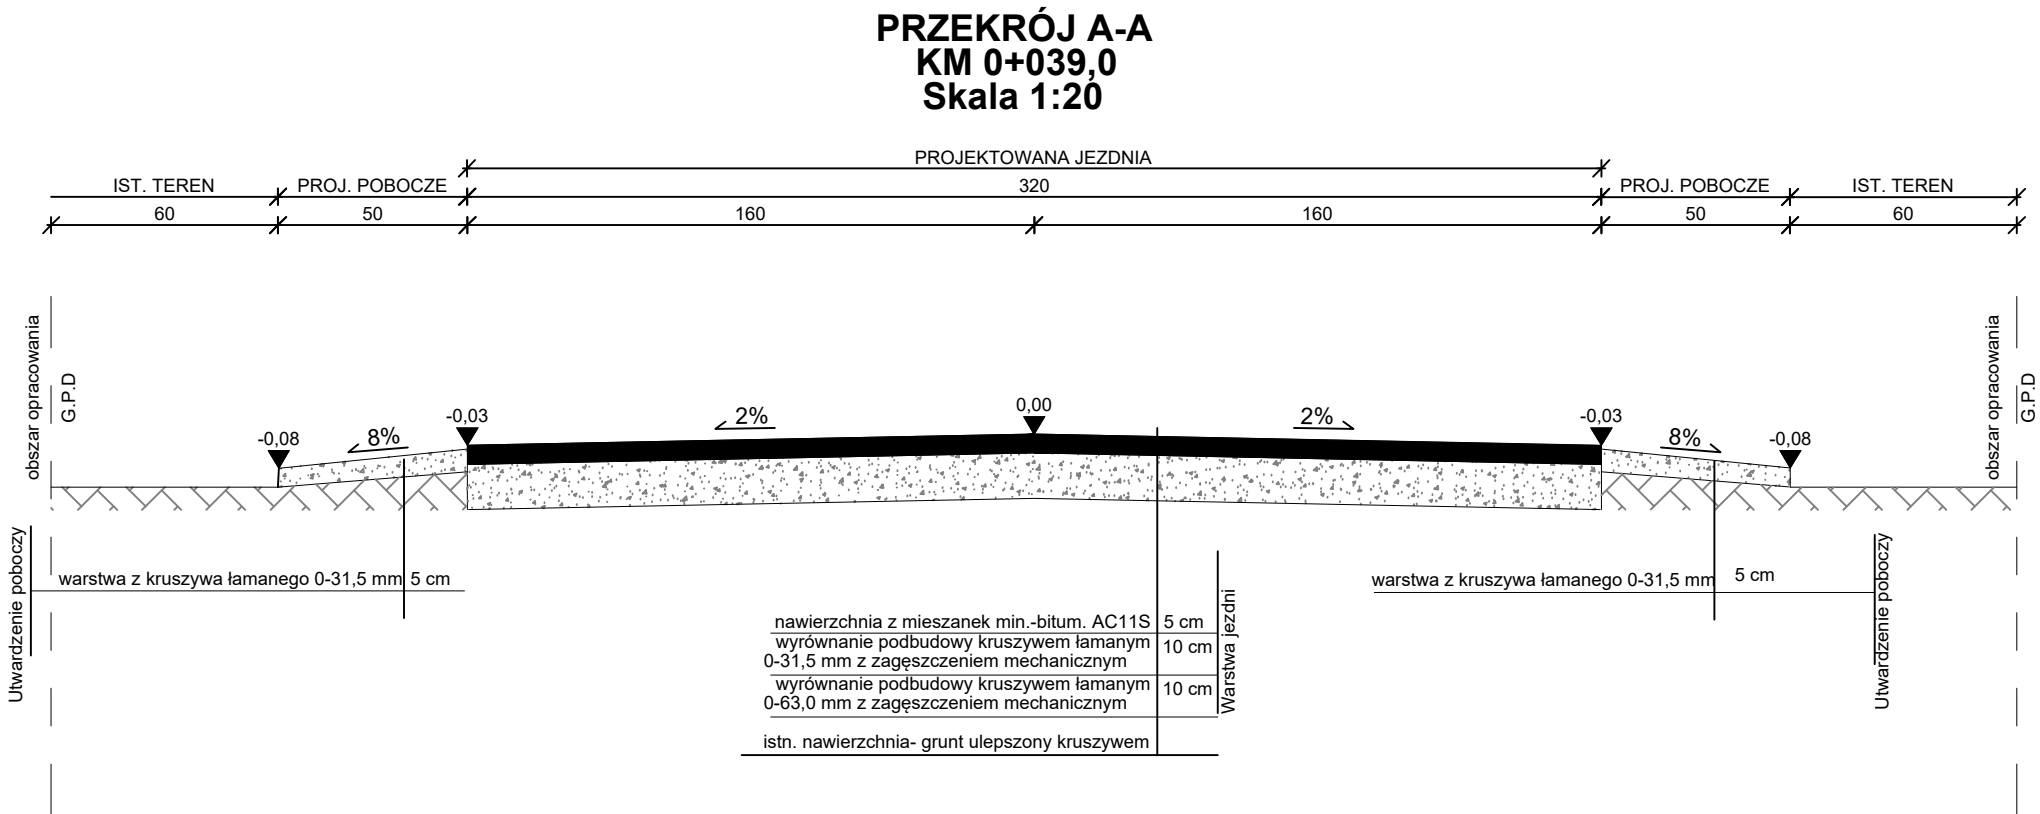 PRZEKRÓJ A-A
KM 0+039,0
Skala 1:20
PROJEKTOWANA JEZDNIA
IST. TEREN
PROJ. POBOCZE
320
PROJ. POBOCZE
IST. TEREN
60
50
160
160
50
60
obszar opracowania
G.P.D
obszar opracowania
G.P.D
-0,08
8%
-0,03
2%
0,00
2%
-0,03
8%
-0,08
Utwardzenie poboczy
warstwa z kruszywa łamanego 0-31,5 mm 5 cm
warstwa z kruszywa łamanego 0-31,5 mm 5 cm
Utwardzenie poboczy
nawierzchnia z mieszanek min.-bitum. AC11S 5 cm
wyrównanie podbudowy kruszywem łamanym 10 cm
0-31,5 mm z zagęszczeniem mechanicznym
wyrównanie podbudowy kruszywem łamanym 10 cm
0-63,0 mm z zagęszczeniem mechanicznym
istn. nawierzchnia- grunt ulepszony kruszywem
Warstwa jezdni